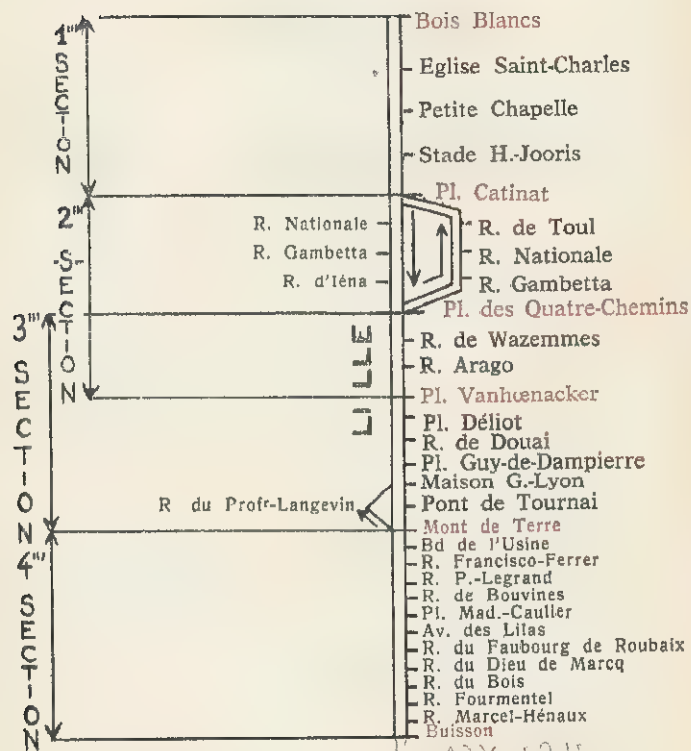 1''' SECTION
2''' SECTION
3''' SECTION
4''' SECTION
Bois Blancs
Eglise Saint-Charles
Petite Chapelle
Stade H.-Jooris
Pl. Catinat
R. Nationale
R. Gambetta
R. d'Iéna
R. de Toul
R. Nationale
R. Gambetta
Pl. des Quatre-Chemins
LILLE
R. de Wazemmes
R. Arago
Pl. Vanhœnacker
Pl. Déliot
R. de Douai
Pl. Guy-de-Dampierre
Maison G.-Lyon
R du Profr-Langevin
Pont de Tournai
Mont de Terre
Bd de l'Usine
R. Francisco-Ferrer
R. P.-Legrand
R. de Bouvines
Pl. Mad.-Caulier
Av. des Lilas
R. du Faubourg de Roubaix
R. du Dieu de Marcq
R. du Bois
R. Fourmentel
R. Marcel-Hénaux
Buisson